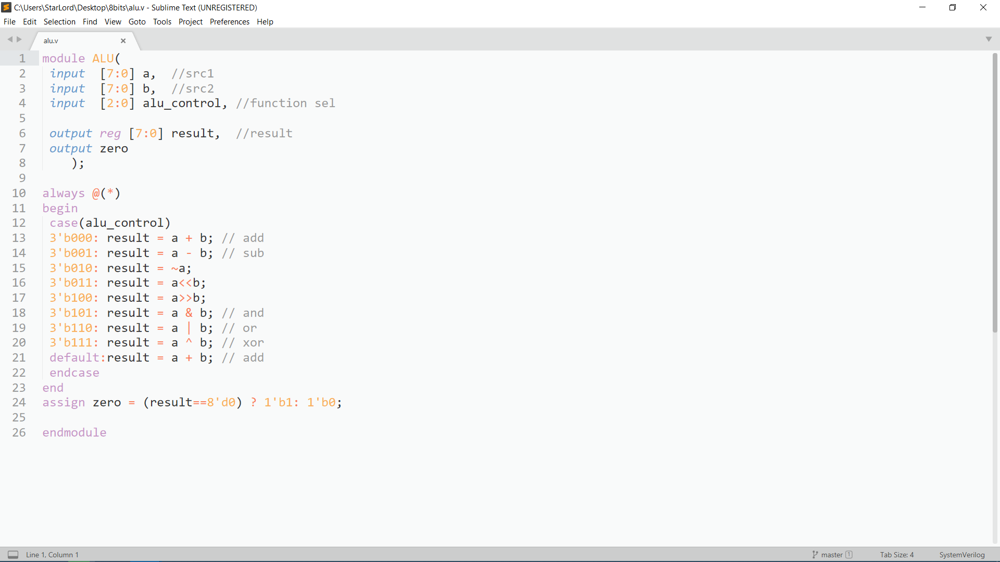 C:\Users\StarLord\Desktop\8bits\alu.v - Sublime Text (UNREGISTERED)
File Edit Selection Find View Goto Tools Project Preferences Help
alu.v
1 module ALU(
2 input [7:0] a, //src1
3 input [7:0] b, //src2
4 input [2:0] alu_control, //function sel
5
6 output reg [7:0] result, //result
7 output zero
8 );
9
10 always @(*)
11 begin
12 case(alu_control)
13 3'b000: result = a + b; // add
14 3'b001: result = a - b; // sub
15 3'b010: result = ~a;
16 3'b011: result = a<<b;
17 3'b100: result = a>>b;
18 3'b101: result = a & b; // and
19 3'b110: result = a | b; // or
20 3'b111: result = a ^ b; // xor
21 default:result = a + b; // add
22 endcase
23 end
24 assign zero = (result==8'd0) ? 1'b1: 1'b0;
25
26 endmodule
Line 1, Column 1 master 1 Tab Size: 4 SystemVerilog